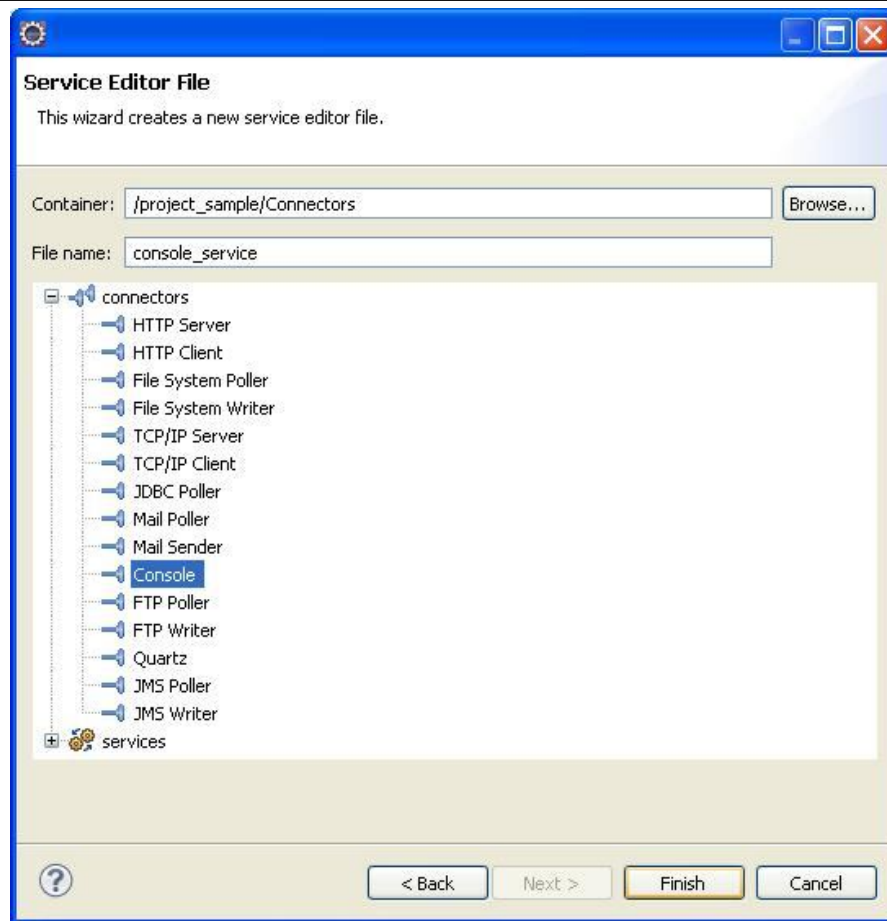 Service Editor File
This wizard creates a new service editor file.
Container: /project_sample/Connectors Browse...
File name: console_service
connectors
HTTP Server
HTTP Client
File System Poller
File System Writer
TCP/IP Server
TCP/IP Client
JDBC Poller
Mail Poller
Mail Sender
Console
FTP Poller
FTP Writer
Quartz
JMS Poller
JMS Writer
services
? < Back Next > Finish Cancel